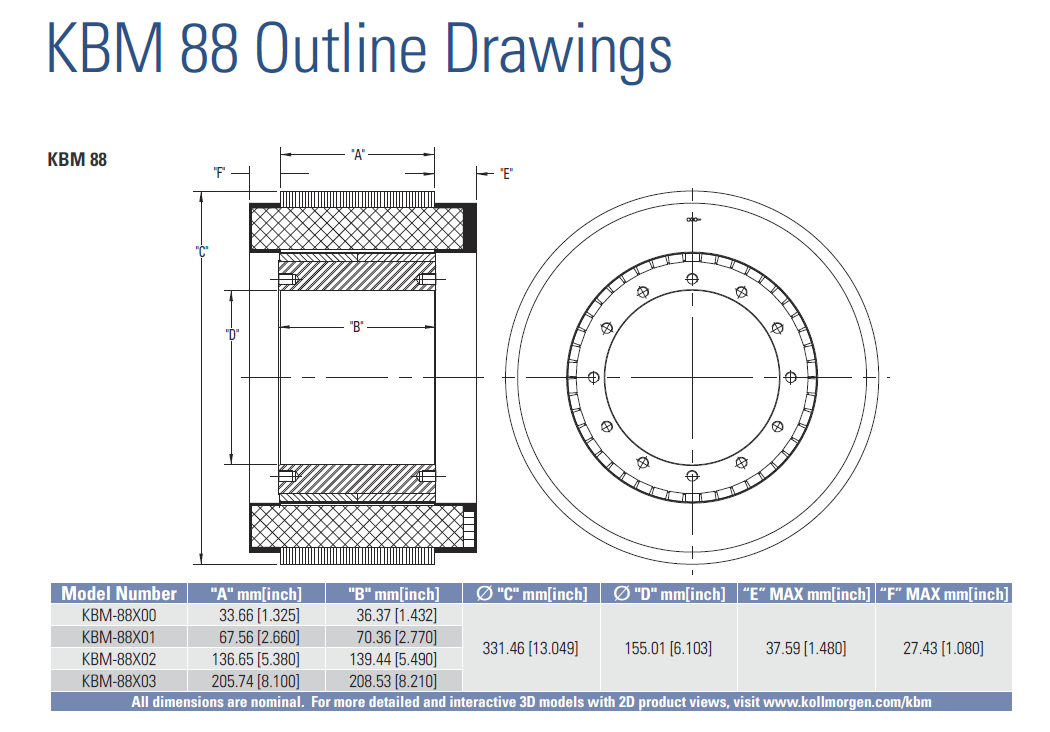 KBM 88 Outline Drawings
KBM 88
"A"
"F"
"E"
"C"
"B"
"D"
Model Number "A" mm[inch] "B" mm[inch] Ø "C" mm[inch] Ø "D" mm[inch] “E” MAX mm[inch] “F” MAX mm[inch]
KBM-88X00 33.66 [1.325] 36.37 [1.432]
KBM-88X01 67.56 [2.660] 70.36 [2.770]
331.46 [13.049] 155.01 [6.103] 37.59 [1.480] 27.43 [1.080]
KBM-88X02 136.65 [5.380] 139.44 [5.490]
KBM-88X03 205.74 [8.100] 208.53 [8.210]
All dimensions are nominal. For more detailed and interactive 3D models with 2D product views, visit www.kollmorgen.com/kbm